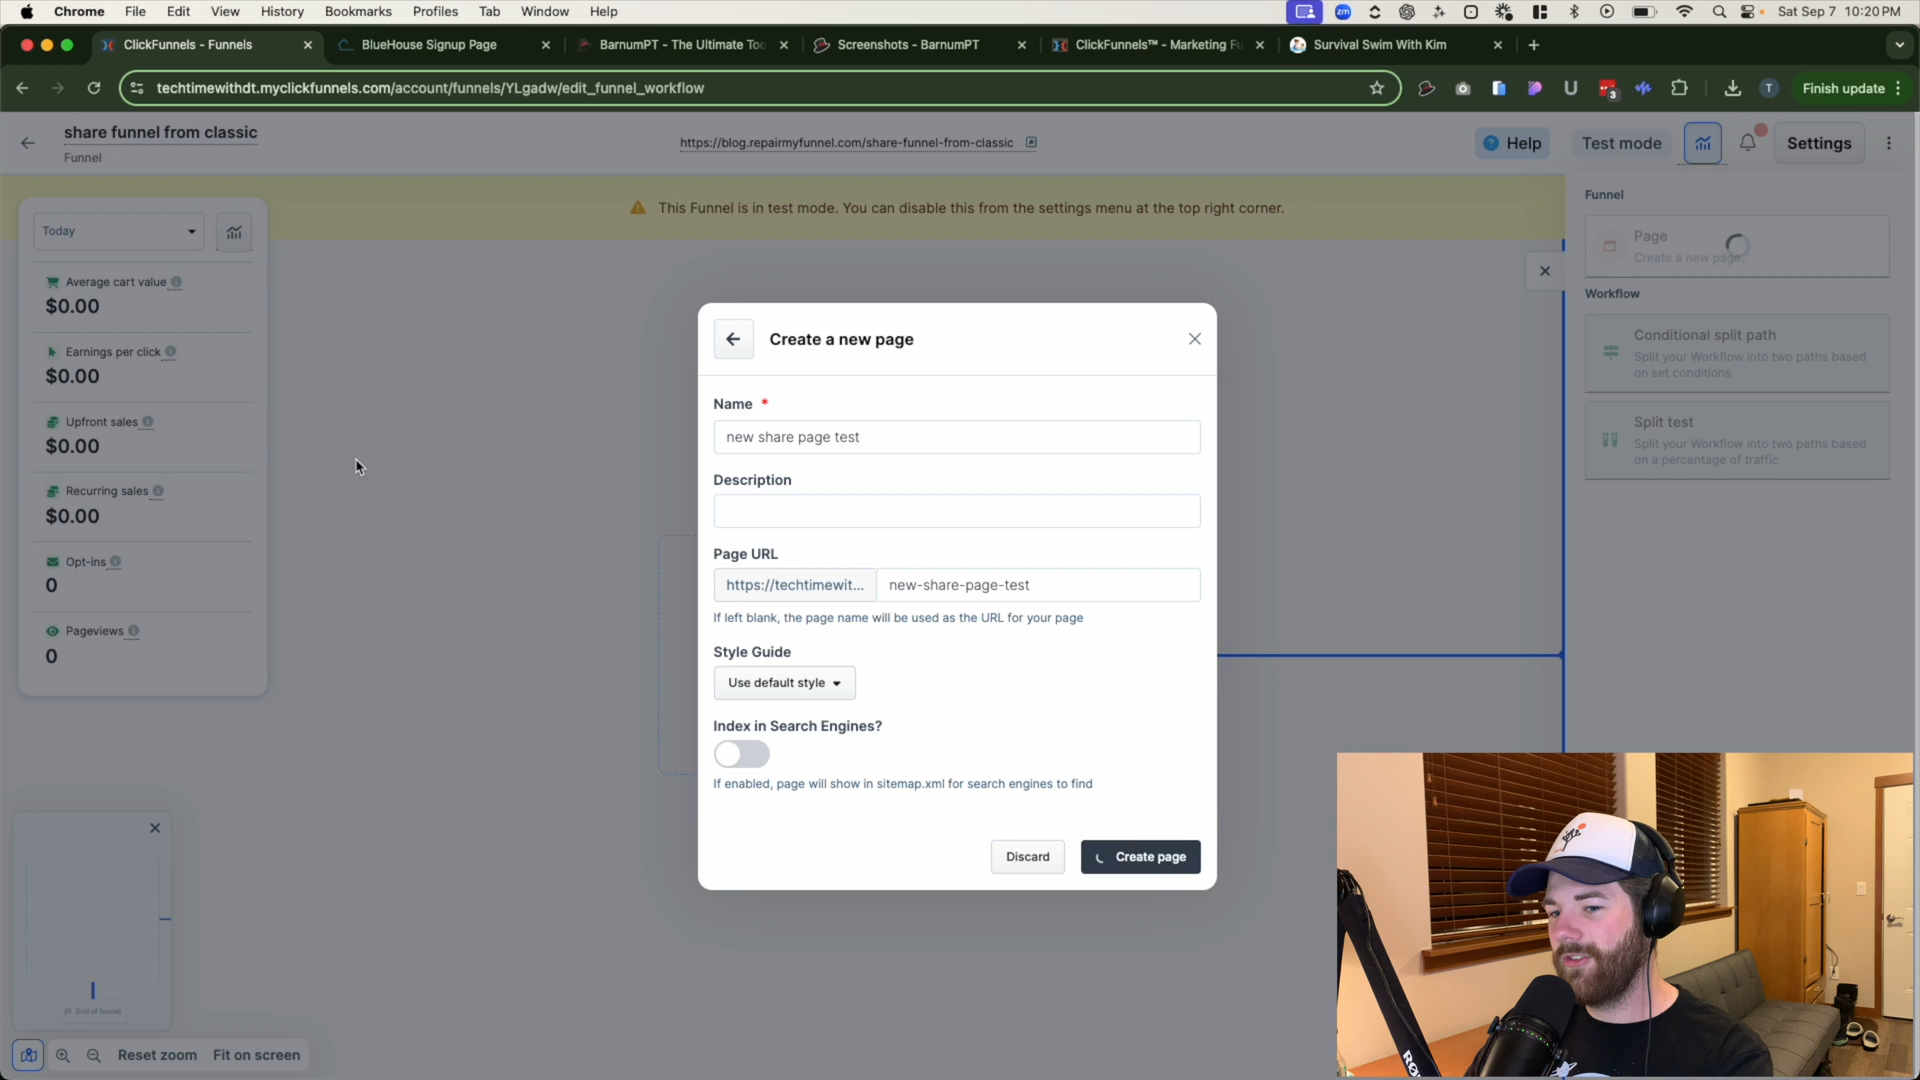 Chrome File Edit View History Bookmarks Profiles Tab Window Help
zm
Sat Sep 7 10:20 PM
ClickFunnels - Funnels
BlueHouse Signup Page
BarnumPT - The Ultimate Too
Screenshots - BarnumPT
ClickFunnels™ - Marketing Fu
Survival Swim With Kim
techtimewithdt.myclickfunnels.com/account/funnels/YLgadw/edit_funnel_workflow
3
T
Finish update
share funnel from classic
Funnel
https://blog.repairmyfunnel.com/share-funnel-from-classic
Help
Test mode
Settings
This Funnel is in test mode. You can disable this from the settings menu at the top right corner.
Today
Average cart value
$0.00
Earnings per click
$0.00
Upfront sales
$0.00
Recurring sales
$0.00
Opt-ins
0
Pageviews
0
End of funnel
Reset zoom
Fit on screen
Create a new page
Name *
new share page test
Description
Page URL
https://techtimewit... new-share-page-test
If left blank, the page name will be used as the URL for your page
Style Guide
Use default style
Index in Search Engines?
If enabled, page will show in sitemap.xml for search engines to find
Discard
Create page
Funnel
Page
Create a new page.
Workflow
Conditional split path
Split your Workflow into two paths based
on set conditions
Split test
Split your Workflow into two paths based
on a percentage of traffic